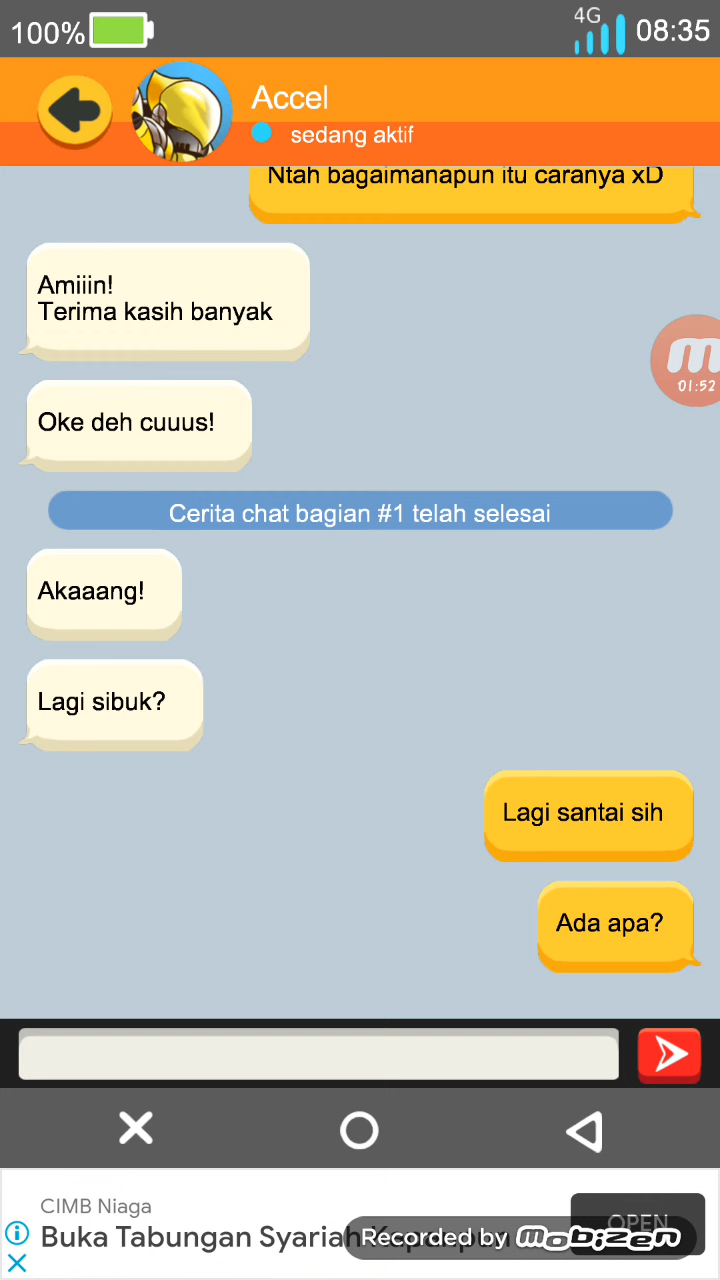 100%
4G
08:35
Accel
sedang aktif
Ntah bagaimanapun itu caranya xD
Amiiin!
Terima kasih banyak
01:52
Oke deh cuuus!
Cerita chat bagian #1 telah selesai
Akaaang!
Lagi sibuk?
Lagi santai sih
Ada apa?
CIMB Niaga
OPEN
Buka Tabungan Syariah Kapanpun
Recorded by mobizen